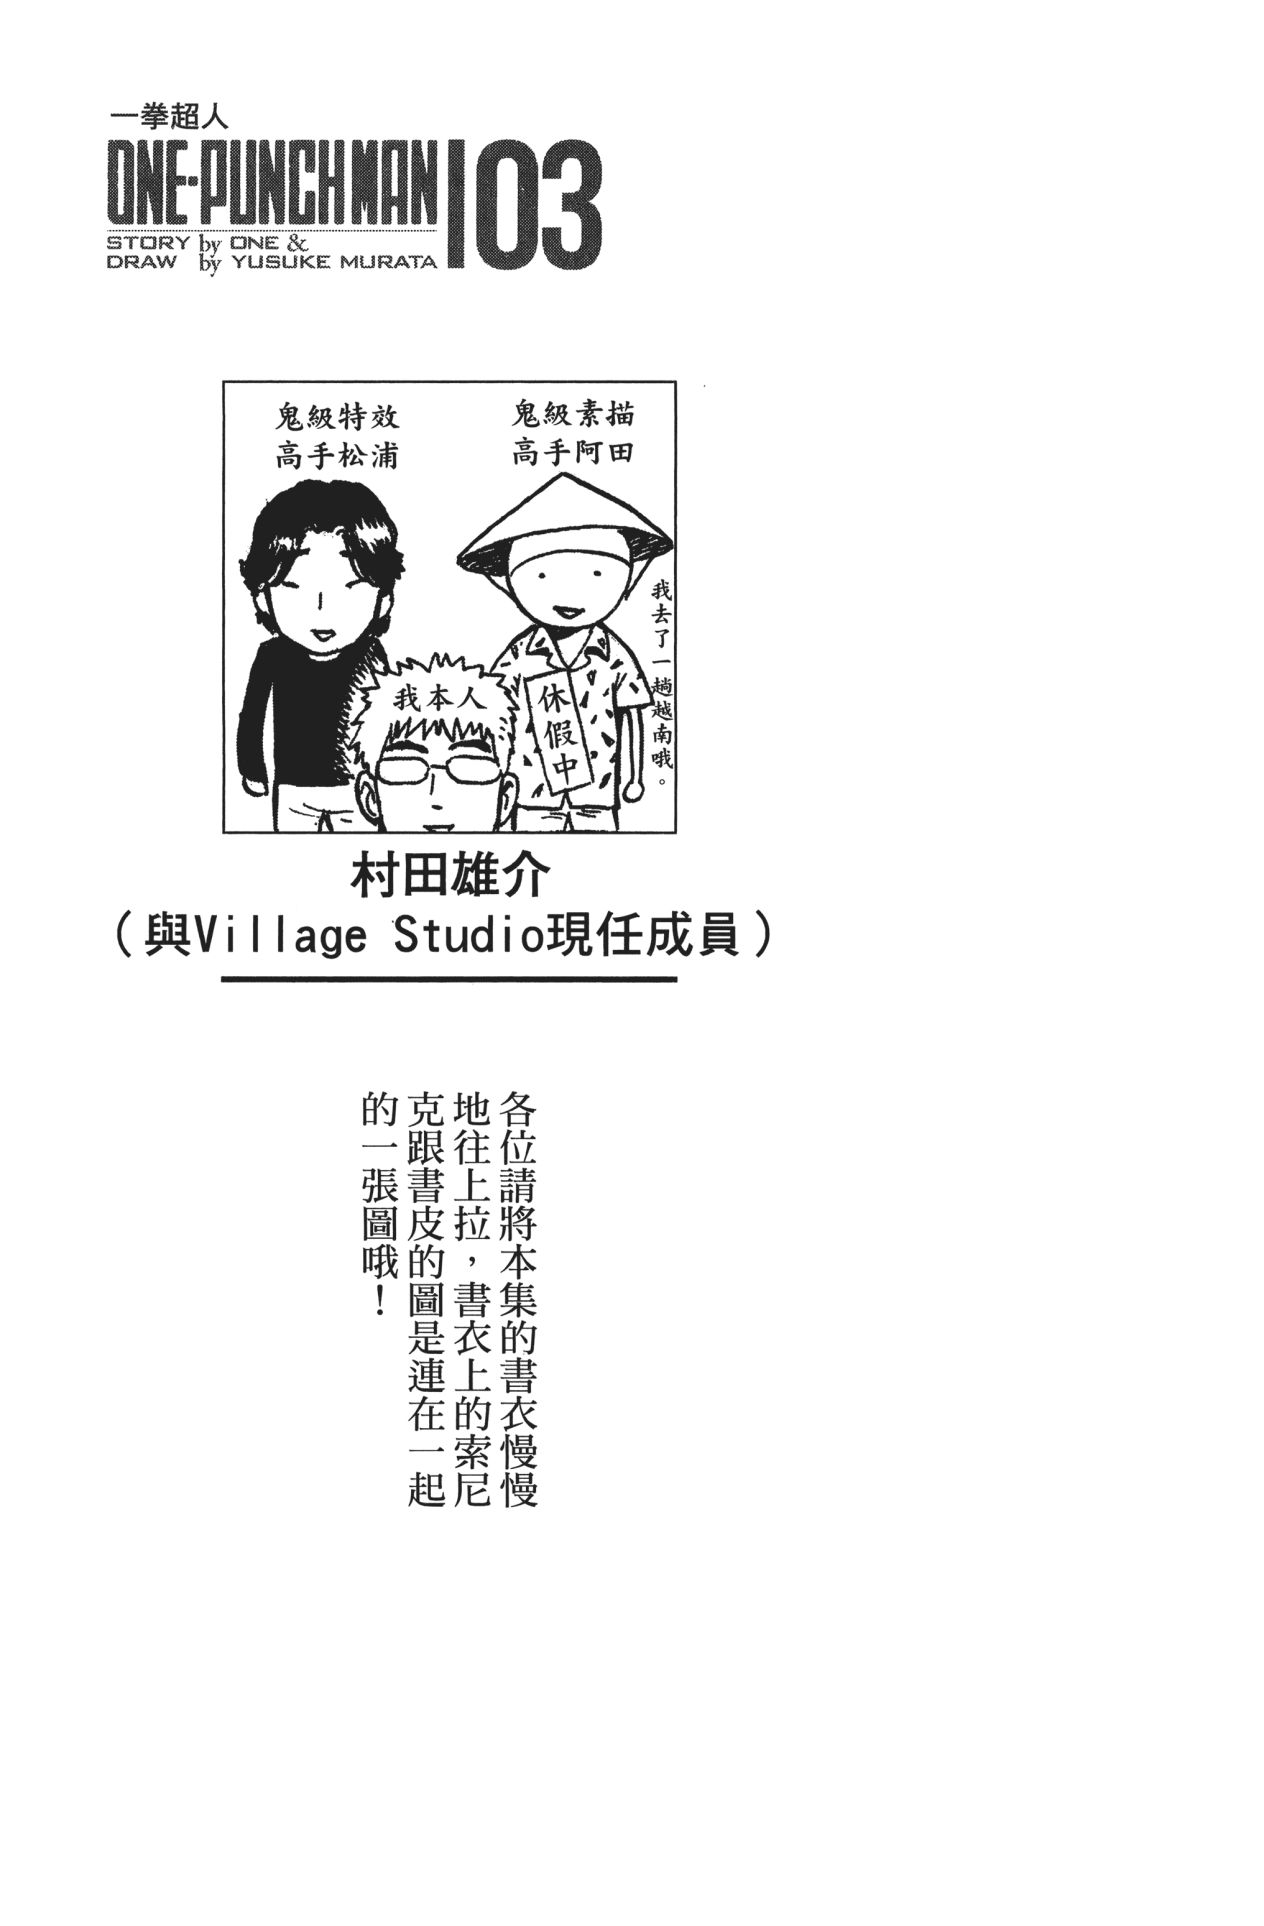 一拳超人
ONE-PUNCHMAN 03
STORY by ONE &
DRAW by YUSUKE MURATA
鬼級特效
高手松浦
鬼級素描
高手阿田
我去了一趟越南哦。
我本人
休假中
村田雄介
（與Village Studio現任成員）
各位請將本集的書衣慢慢
地往上拉，書衣上的索尼
克跟書皮的圖是連在一起
的一張圖哦！